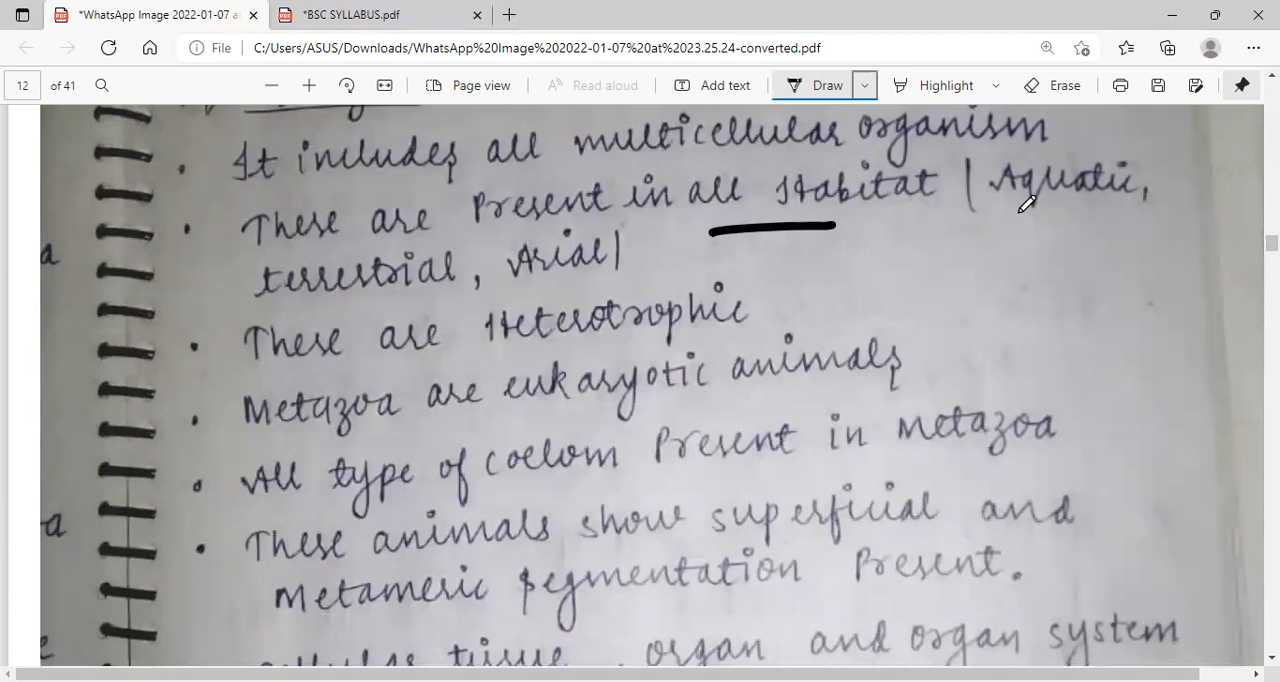 *WhatsApp Image 2022-01-07 a
*BSC SYLLABUS.pdf
File
C:/Users/ASUS/Downloads/WhatsApp%20Image%202022-01-07%20at%2023.25.24-converted.pdf
12 of 41
Page view
Read aloud
Add text
Draw
Highlight
Erase
It includes all multicellular organism
These are Present in all Habitat ( Aquatic,
terrestrial, Arial)
These are Heterotrophic
Metazoa are eukaryotic animals
All type of coelom Present in Metazoa
These animals show superficial and
Metameric segmentation Present.
tissue, organ and organ system